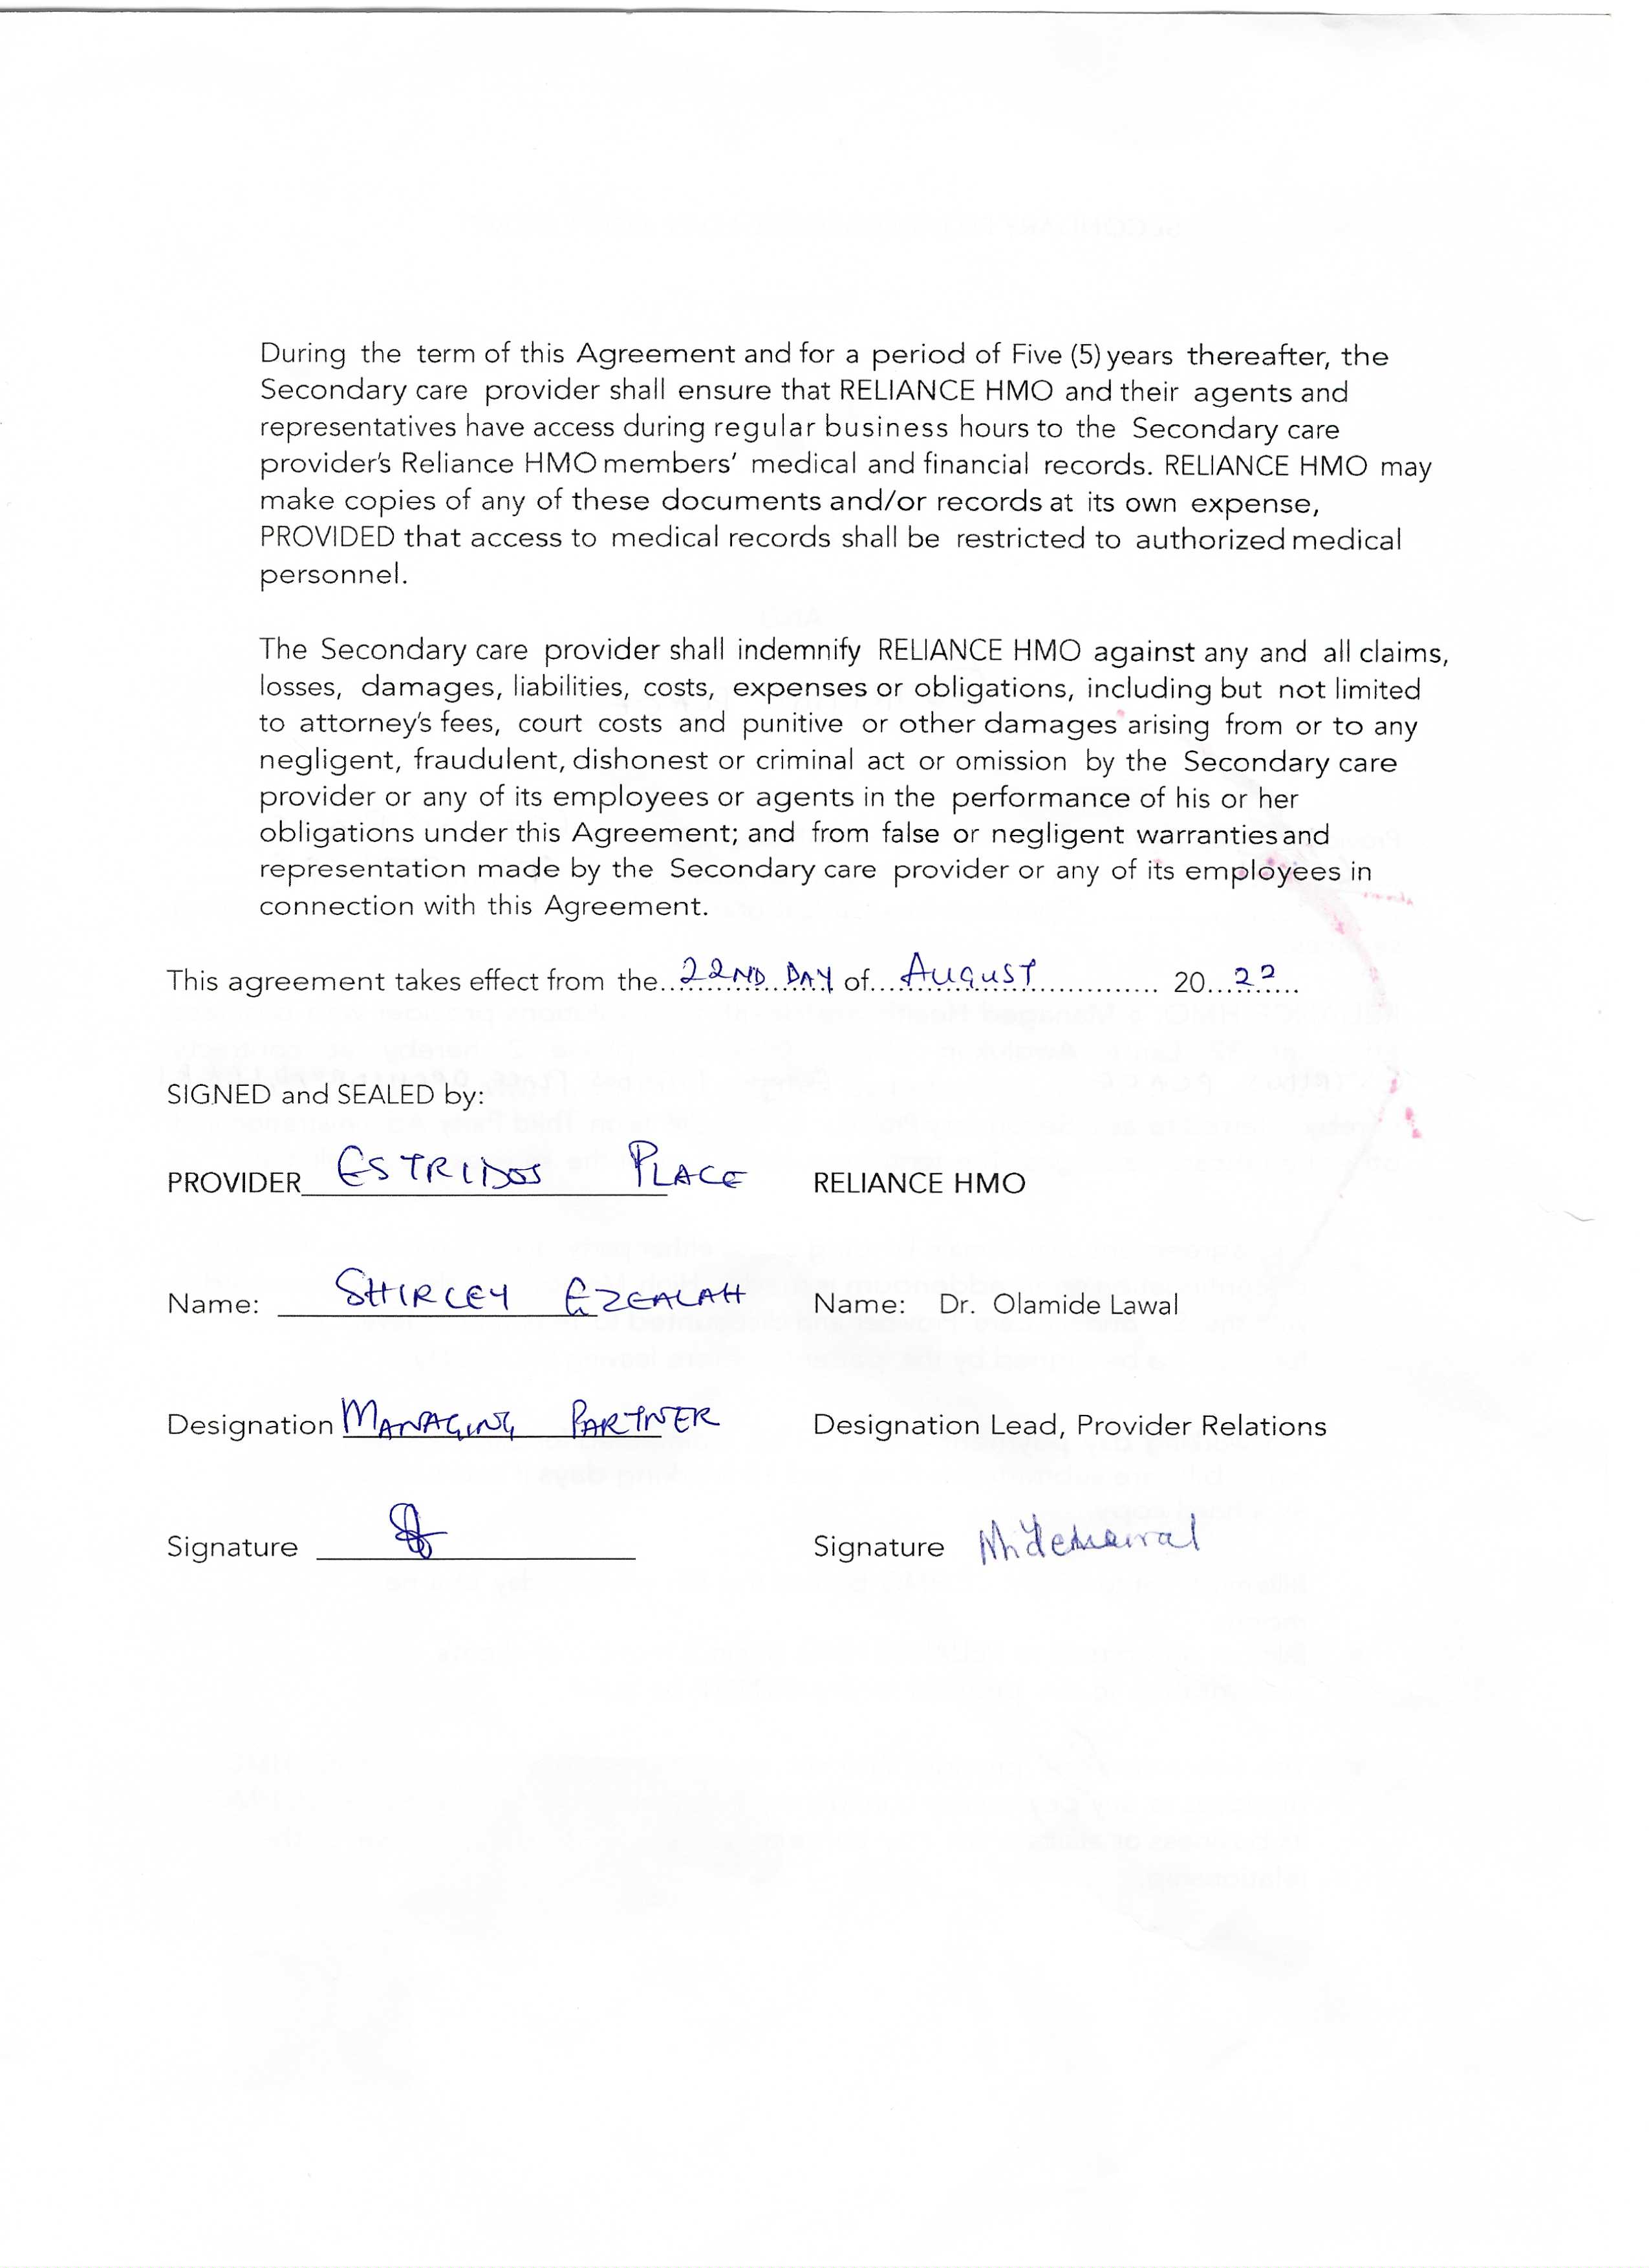 During the term of this Agreement and for a period of Five (5) years thereafter, the
Secondary care provider shall ensure that RELIANCE HMO and their agents and
representatives have access during regular business hours to the Secondary care
provider's Reliance HMO members' medical and financial records. RELIANCE HMO may
make copies of any of these documents and/or records at its own expense,
PROVIDED that access to medical records shall be restricted to authorized medical
personnel.
The Secondary care provider shall indemnify RELIANCE HMO against any and all claims,
losses, damages, liabilities, costs, expenses or obligations, including but not limited
to attorney's fees, court costs and punitive or other damages arising from or to any
negligent, fraudulent, dishonest or criminal act or omission by the Secondary care
provider or any of its employees or agents in the performance of his or her
obligations under this Agreement; and from false or negligent warranties and
representation made by the Secondary care provider or any of its employees in
connection with this Agreement.
This agreement takes effect from the 22ND DAY of AUGUST 20 22
SIGNED and SEALED by:
PROVIDER ESTRIDOS PLACE RELIANCE HMO
Name: SHIRLEY EZEALAH Name: Dr. Olamide Lawal
Designation MANAGING PARTNER Designation Lead, Provider Relations
Signature Signature